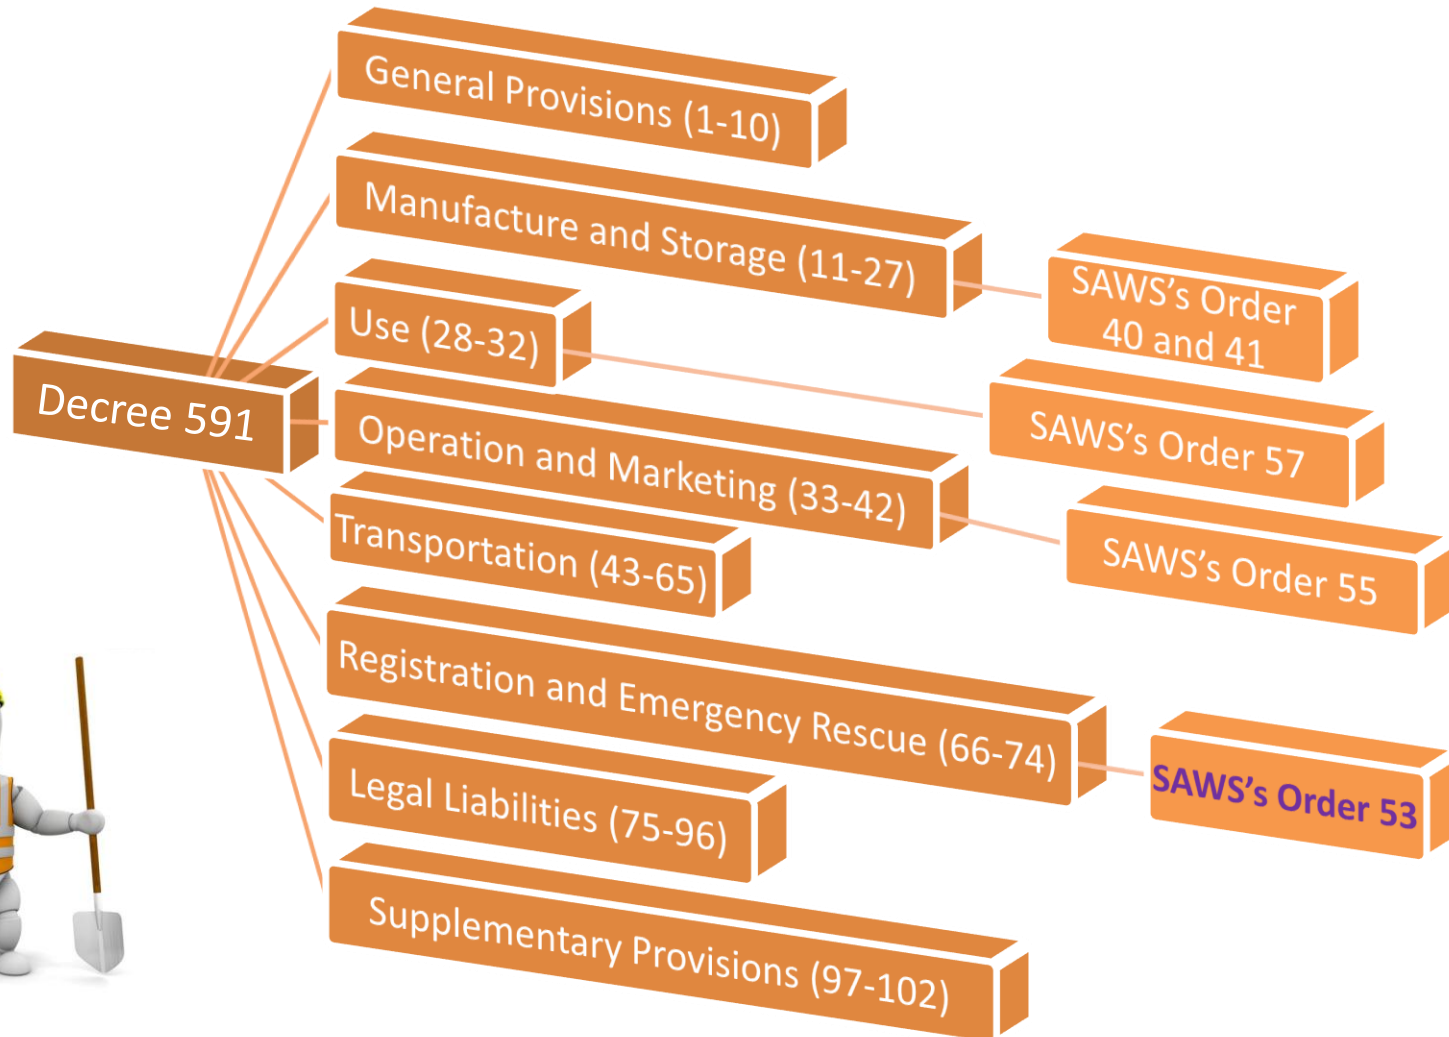 Decree 591
General Provisions (1-10)
Manufacture and Storage (11-27)
SAWS’s Order
40 and 41
Use (28-32)
SAWS’s Order 57
Operation and Marketing (33-42)
SAWS’s Order 55
Transportation (43-65)
Registration and Emergency Rescue (66-74)
SAWS’s Order 53
Legal Liabilities (75-96)
Supplementary Provisions (97-102)